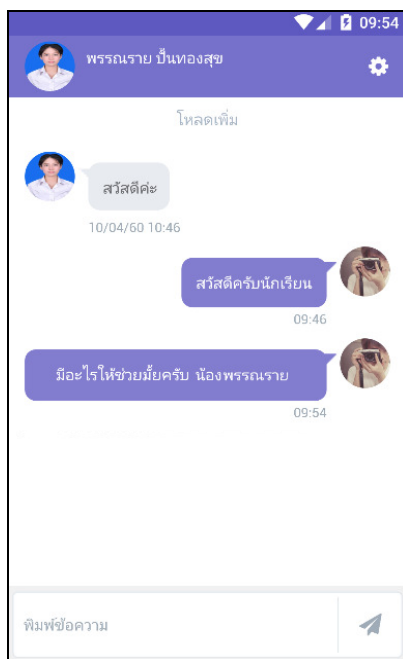 09:54
พรรณราย ปั้นทองสุข
โหลดเพิ่ม
สวัสดีค่ะ
10/04/60 10:46
สวัสดีครับนักเรียน
09:46
มีอะไรให้ช่วยมั้ยครับ น้องพรรณราย
09:54
พิมพ์ข้อความ